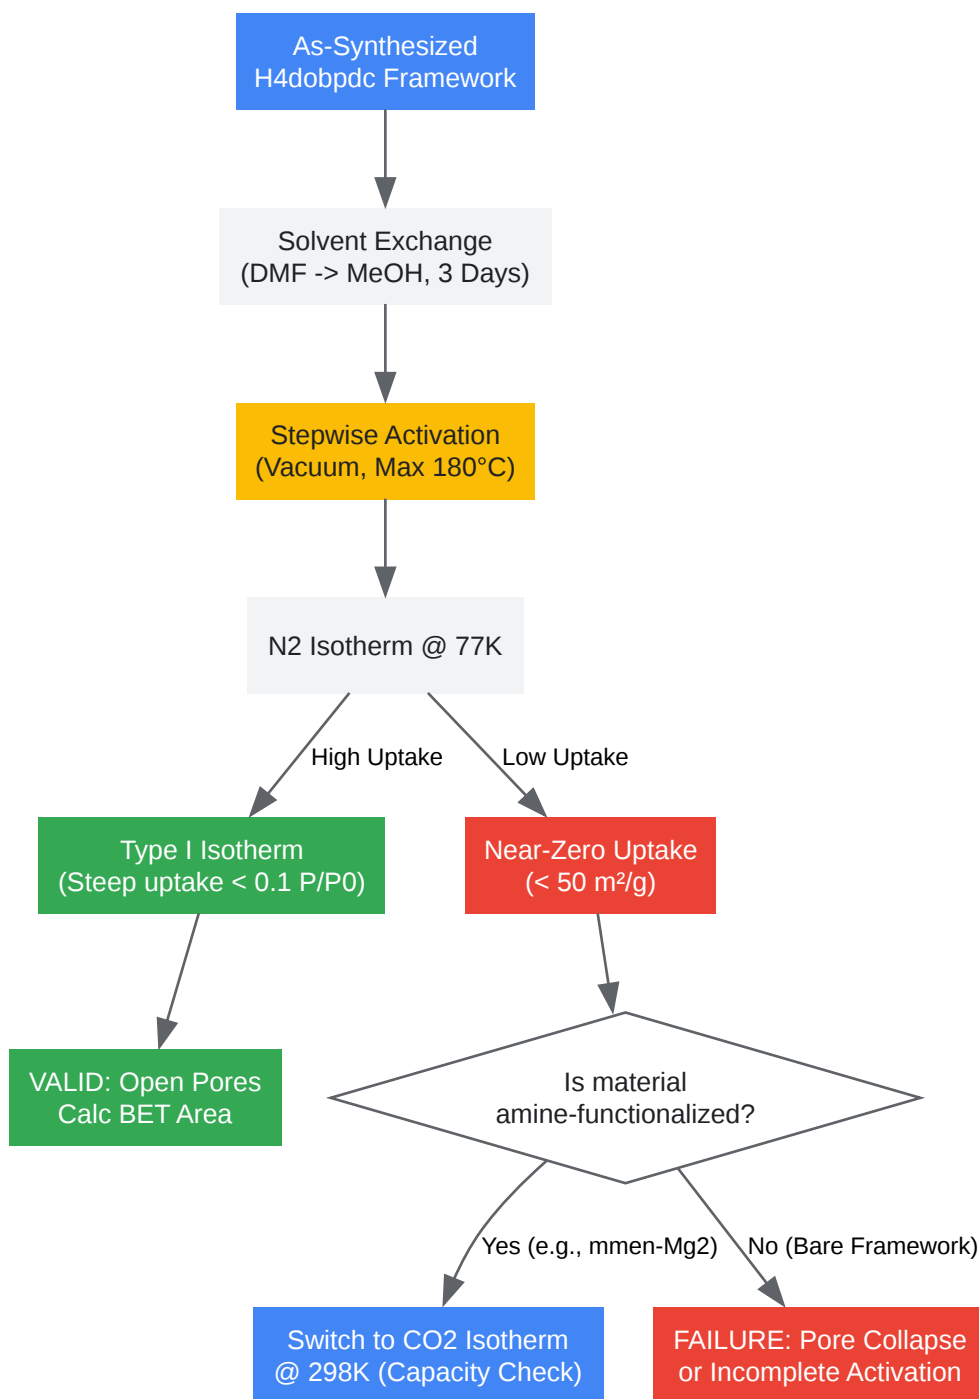 As-Synthesized
H4dobpdc Framework
Solvent Exchange
(DMF -> MeOH, 3 Days)
Stepwise Activation
(Vacuum, Max 180°C)
N2 Isotherm @ 77K
High Uptake
Low Uptake
Type I Isotherm
(Steep uptake < 0.1 P/P0)
Near-Zero Uptake
(< 50 m²/g)
VALID: Open Pores
Calc BET Area
Is material
amine-functionalized?
Yes (e.g., mmen-Mg2)
No (Bare Framework)
Switch to CO2 Isotherm
@ 298K (Capacity Check)
FAILURE: Pore Collapse
or Incomplete Activation